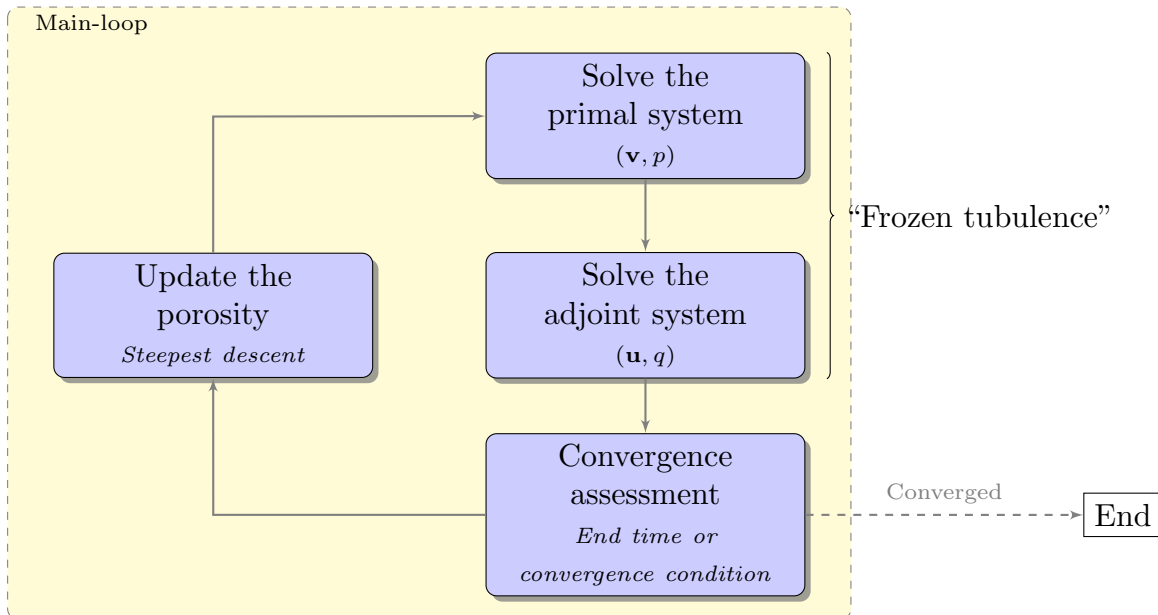 Main-loop
Solve the
primal system
(v, p)
“Frozen tubulence”
Update the
porosity
Steepest descent
Solve the
adjoint system
(u, q)
Convergence
assessment
End time or
convergence condition
Converged
End